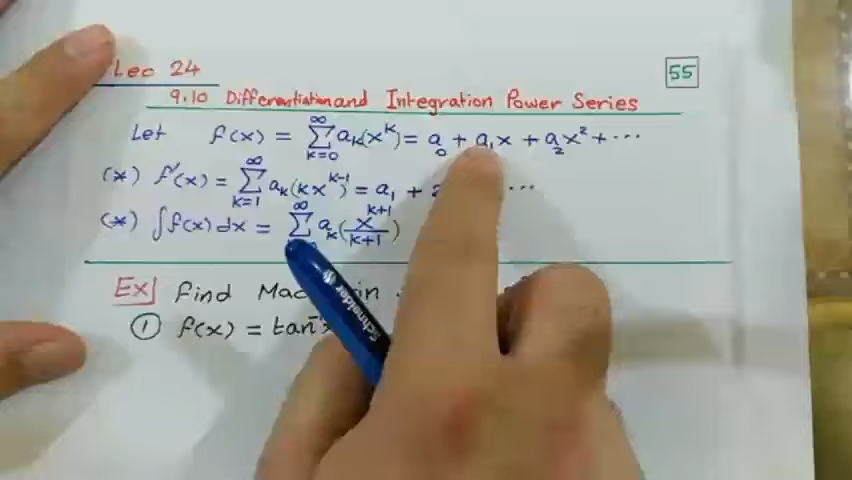 Lec 24
55
9.10 Differentiation and Integration Power Series
Let f(x) = ∑_{k=0}^{∞} a_k(x^k) = a_0 + a_1x + a_2x^2 + ...
(*) f'(x) = ∑_{k=1}^{∞} a_k(kx^{k-1}) = a_1 + ...
(*) ∫f(x)dx = ∑^{∞} a_k(x^{k+1}/k+1)
Ex Find
① f(x) = tan^{-1}x
Schneider